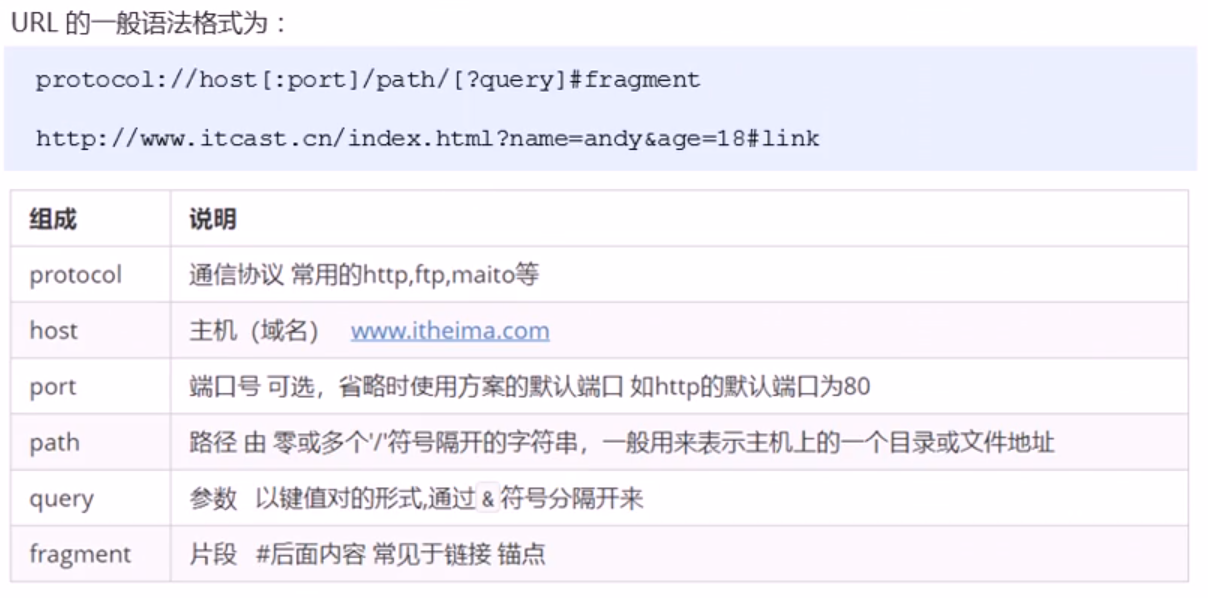 URL 的一般语法格式为：
protocol://host[:port]/path/[?query]#fragment
http://www.itcast.cn/index.html?name=andy&age=18#link
组成 说明
protocol 通信协议 常用的http,ftp,maito等
host 主机（域名） www.itheima.com
port 端口号 可选，省略时使用方案的默认端口 如http的默认端口为80
path 路径 由 零或多个'/'符号隔开的字符串，一般用来表示主机上的一个目录或文件地址
query 参数 以键值对的形式,通过 & 符号分隔开来
fragment 片段 #后面内容 常见于链接 锚点